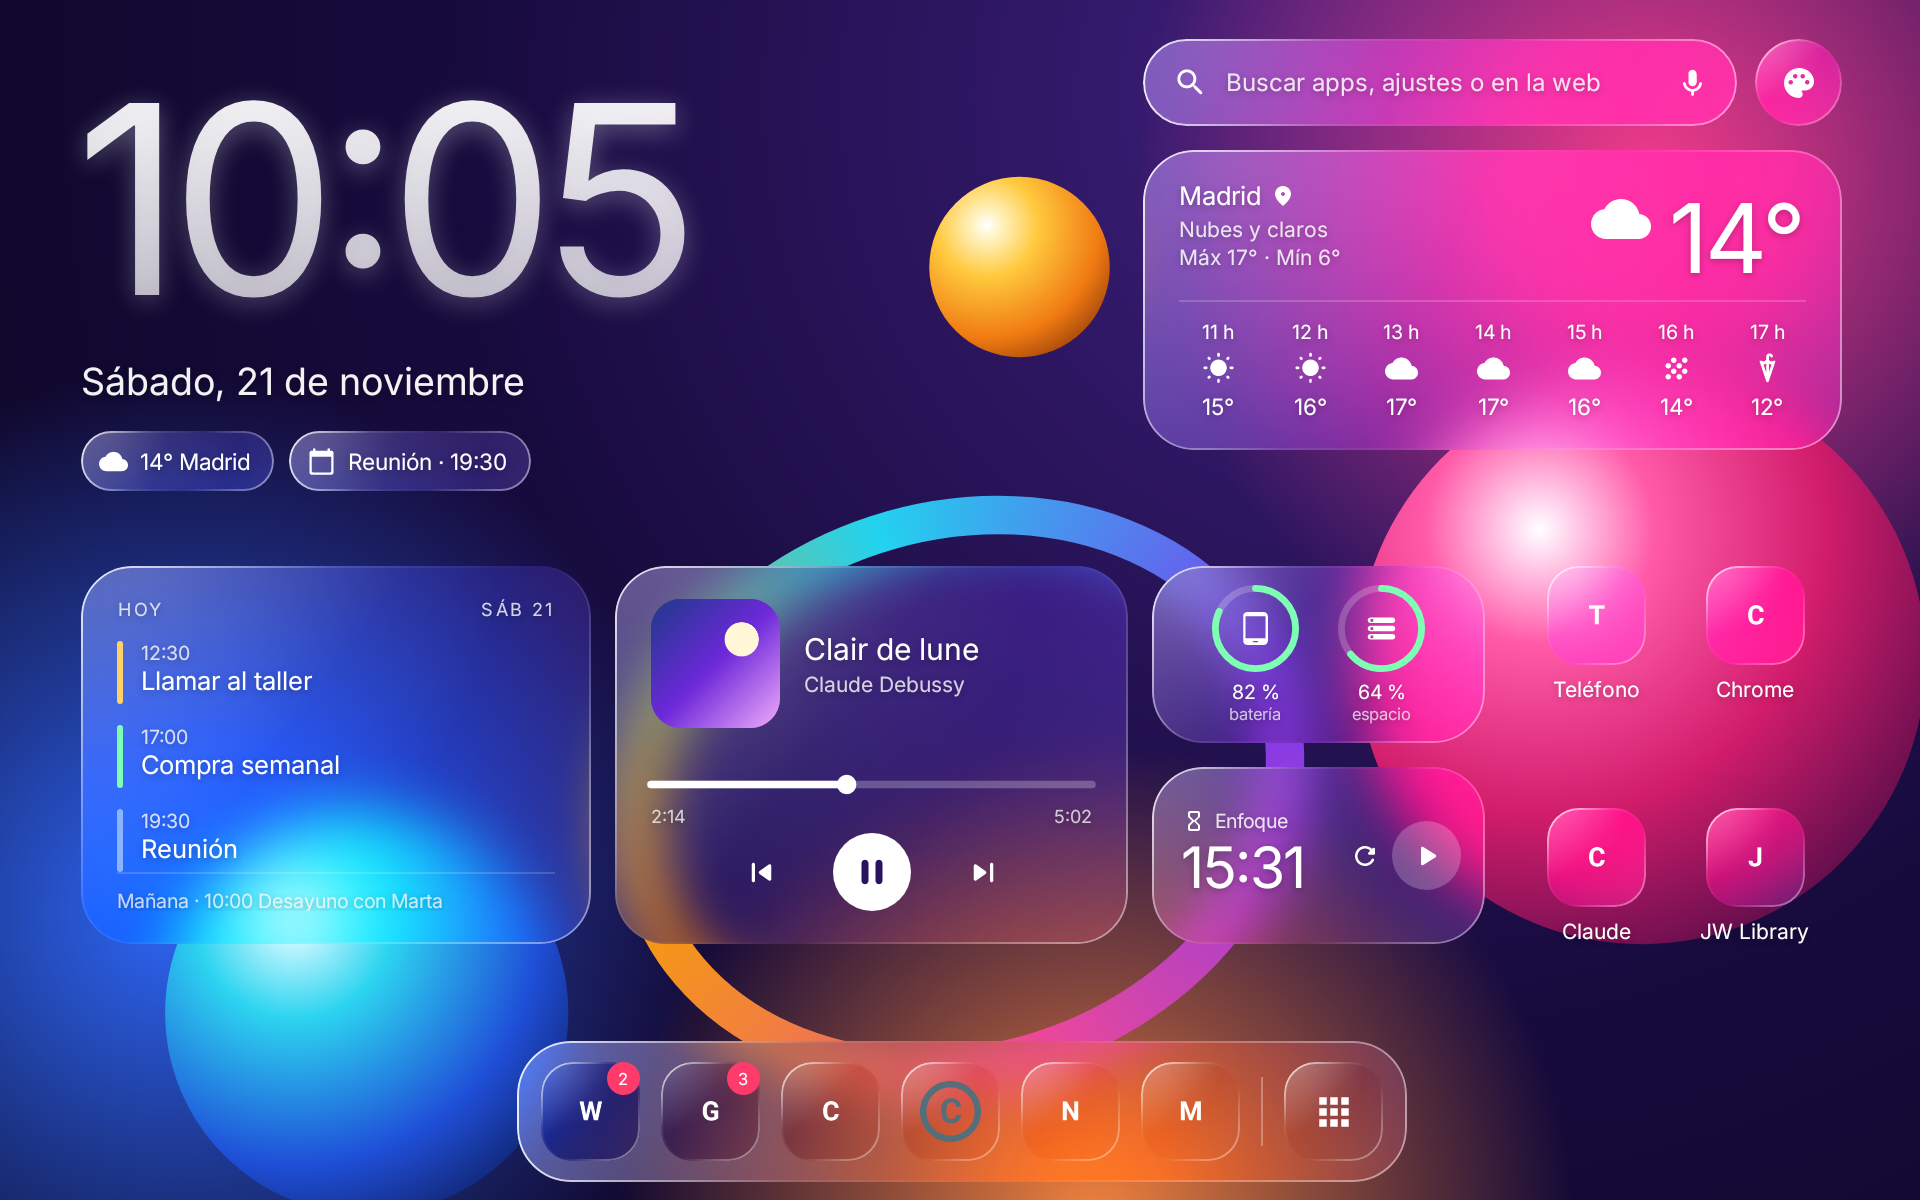 10:05
Sábado, 21 de noviembre
14° Madrid
Reunión · 19:30
Buscar apps, ajustes o en la web
Madrid
Nubes y claros
Máx 17° · Mín 6°
14°
11 h 12 h 13 h 14 h 15 h 16 h 17 h
15° 16° 17° 17° 16° 14° 12°
HOY SÁB 21
12:30
Llamar al taller
17:00
Compra semanal
19:30
Reunión
Mañana · 10:00 Desayuno con Marta
Clair de lune
Claude Debussy
2:14 5:02
82 % 64 %
batería espacio
Enfoque
15:31
T C
Teléfono Chrome
C J
Claude JW Library
2 3
W G C C N M